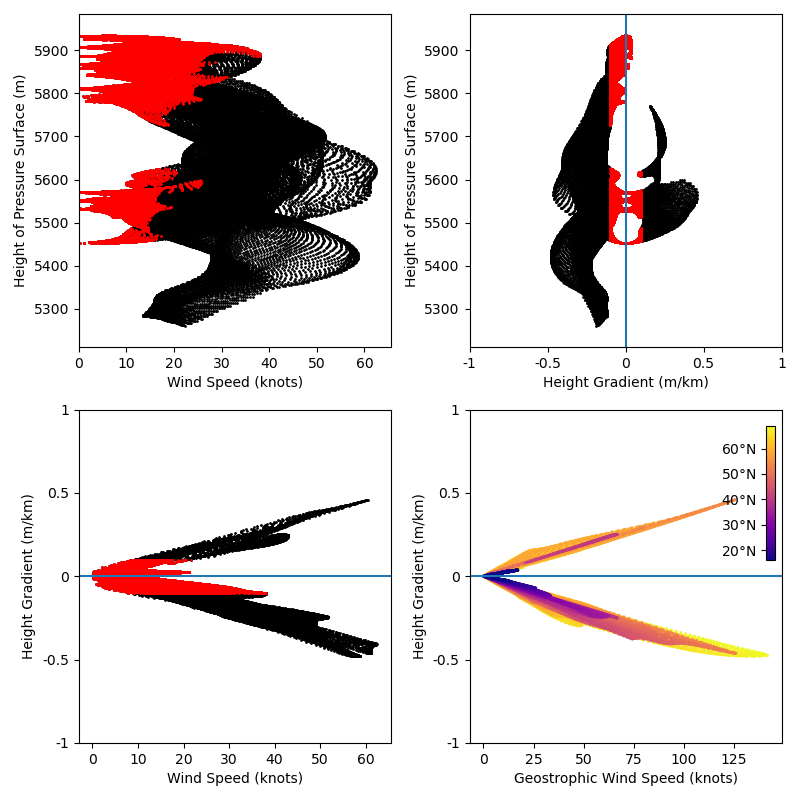 5900
5800
5700
5600
5500
5400
5300
Height of Pressure Surface (m)
0 10 20 30 40 50 60
Wind Speed (knots)
5900
5800
5700
5600
5500
5400
5300
Height of Pressure Surface (m)
-1 -0.5 0 0.5 1
Height Gradient (m/km)
1
0.5
0
-0.5
-1
Height Gradient (m/km)
0 10 20 30 40 50 60
Wind Speed (knots)
1
0.5
0
-0.5
-1
Height Gradient (m/km)
60°N
50°N
40°N
30°N
20°N
0 25 50 75 100 125
Geostrophic Wind Speed (knots)